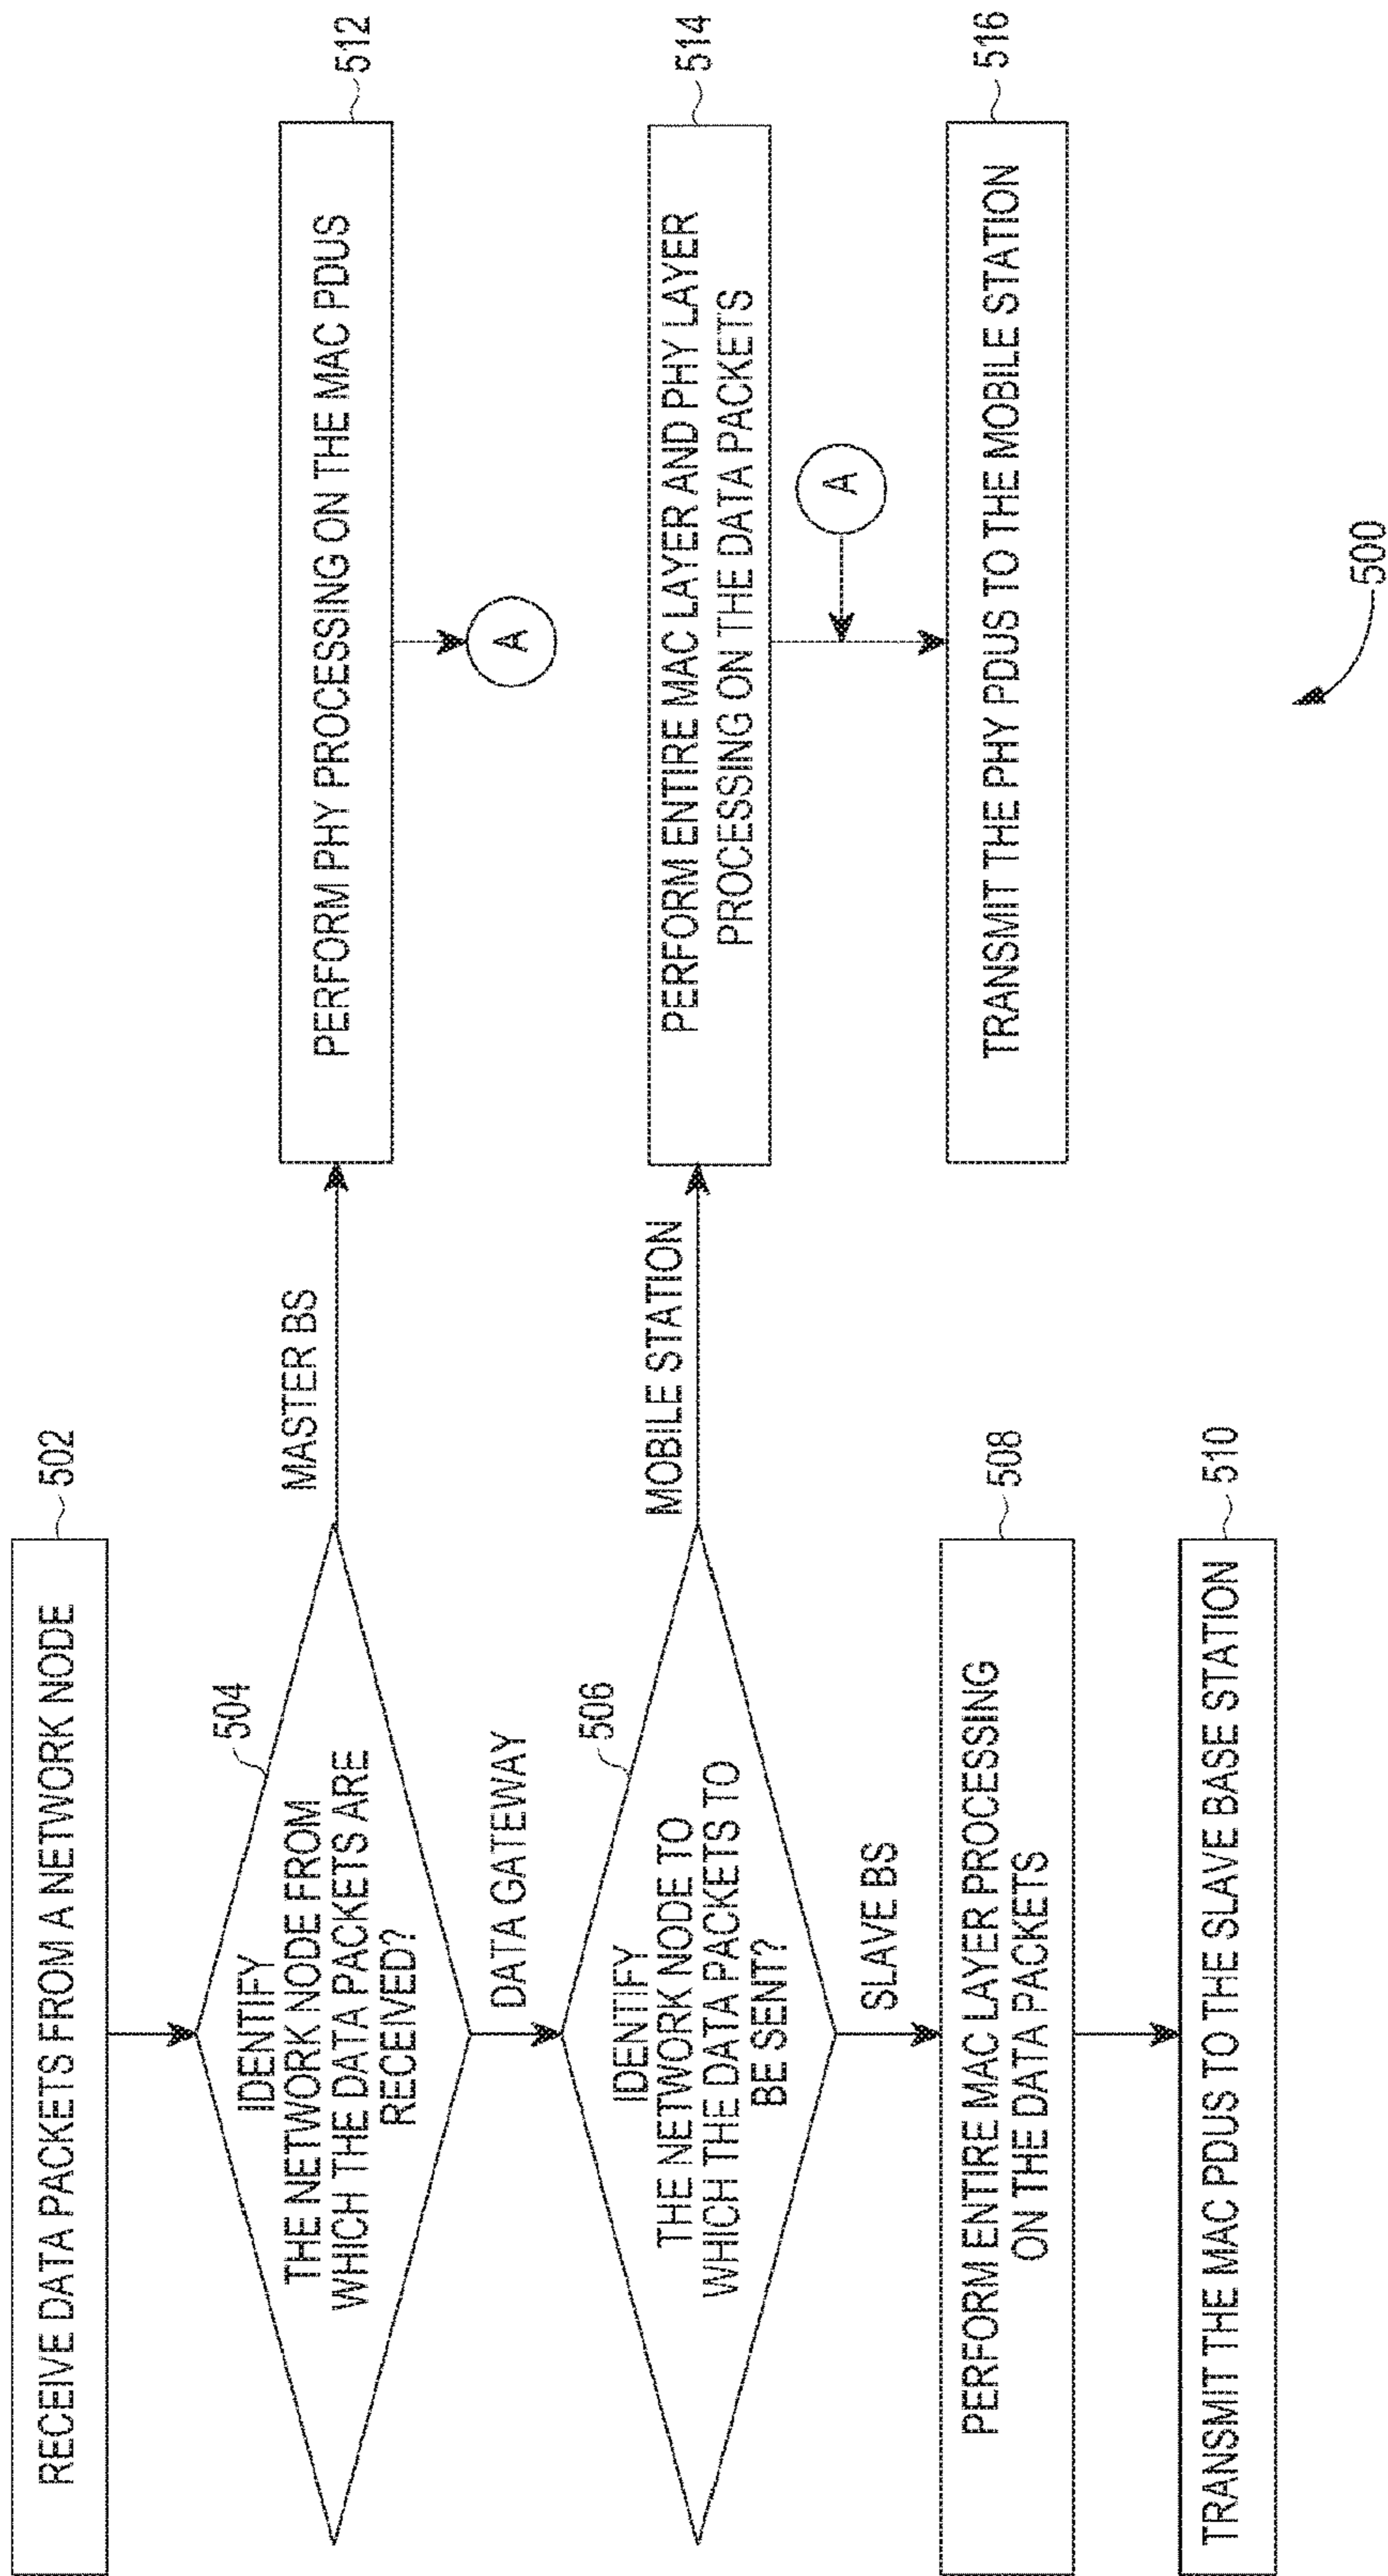 RECEIVE DATA PACKETS FROM A NETWORK NODE
502
504
IDENTIFY
THE NETWORK NODE FROM
WHICH THE DATA PACKETS ARE
RECEIVED?
MASTER BS
PERFORM PHY PROCESSING ON THE MAC PDUS
512
A
DATA GATEWAY
506
IDENTIFY
THE NETWORK NODE TO
WHICH THE DATA PACKETS TO
BE SENT?
MOBILE STATION
PERFORM ENTIRE MAC LAYER AND PHY LAYER
PROCESSING ON THE DATA PACKETS
514
A
SLAVE BS
PERFORM ENTIRE MAC LAYER PROCESSING
ON THE DATA PACKETS
508
TRANSMIT THE PHY PDUS TO THE MOBILE STATION
516
TRANSMIT THE MAC PDUS TO THE SLAVE BASE STATION
510
500